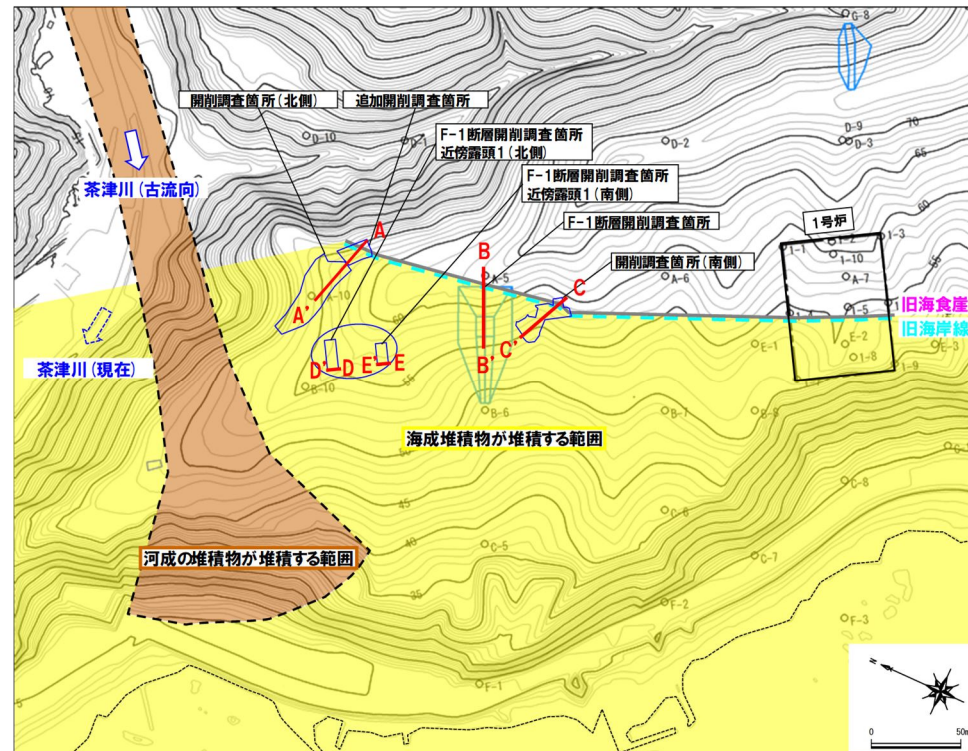 G-8
開削調査箇所(北側)
追加開削調査箇所
D-10
D-1
F-1断層開削調査箇所
近傍露頭1(北側)
D-2
D-9
D-3
70
65
F-1断層開削調査箇所
近傍露頭1(南側)
茶津川(古流向)
F-1断層開削調査箇所
60
1号炉
開削調査箇所(南側)
1-2
1-3
1-1
1-10
A
B
A-5
A-6
A-7
55
C
A-10
A'
1-5
旧海食崖
旧海岸線
60
C'
B'
E-1
E-2
E-3
1-8
1-9
茶津川(現在)
D'
D
E'
E
55
B-10
B-6
B-7
B-8
海成堆積物が堆積する範囲
50
45
C-8
C-6
40
C-5
C-7
河成の堆積物が堆積する範囲
35
F-2
F-3
F-1
N
0
50m